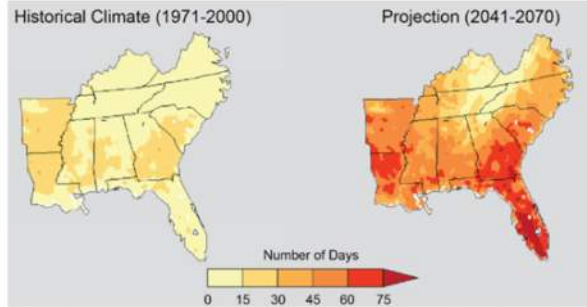 Historical Climate (1971-2000)
Projection (2041-2070)
Number of Days
0 15 30 45 60 75